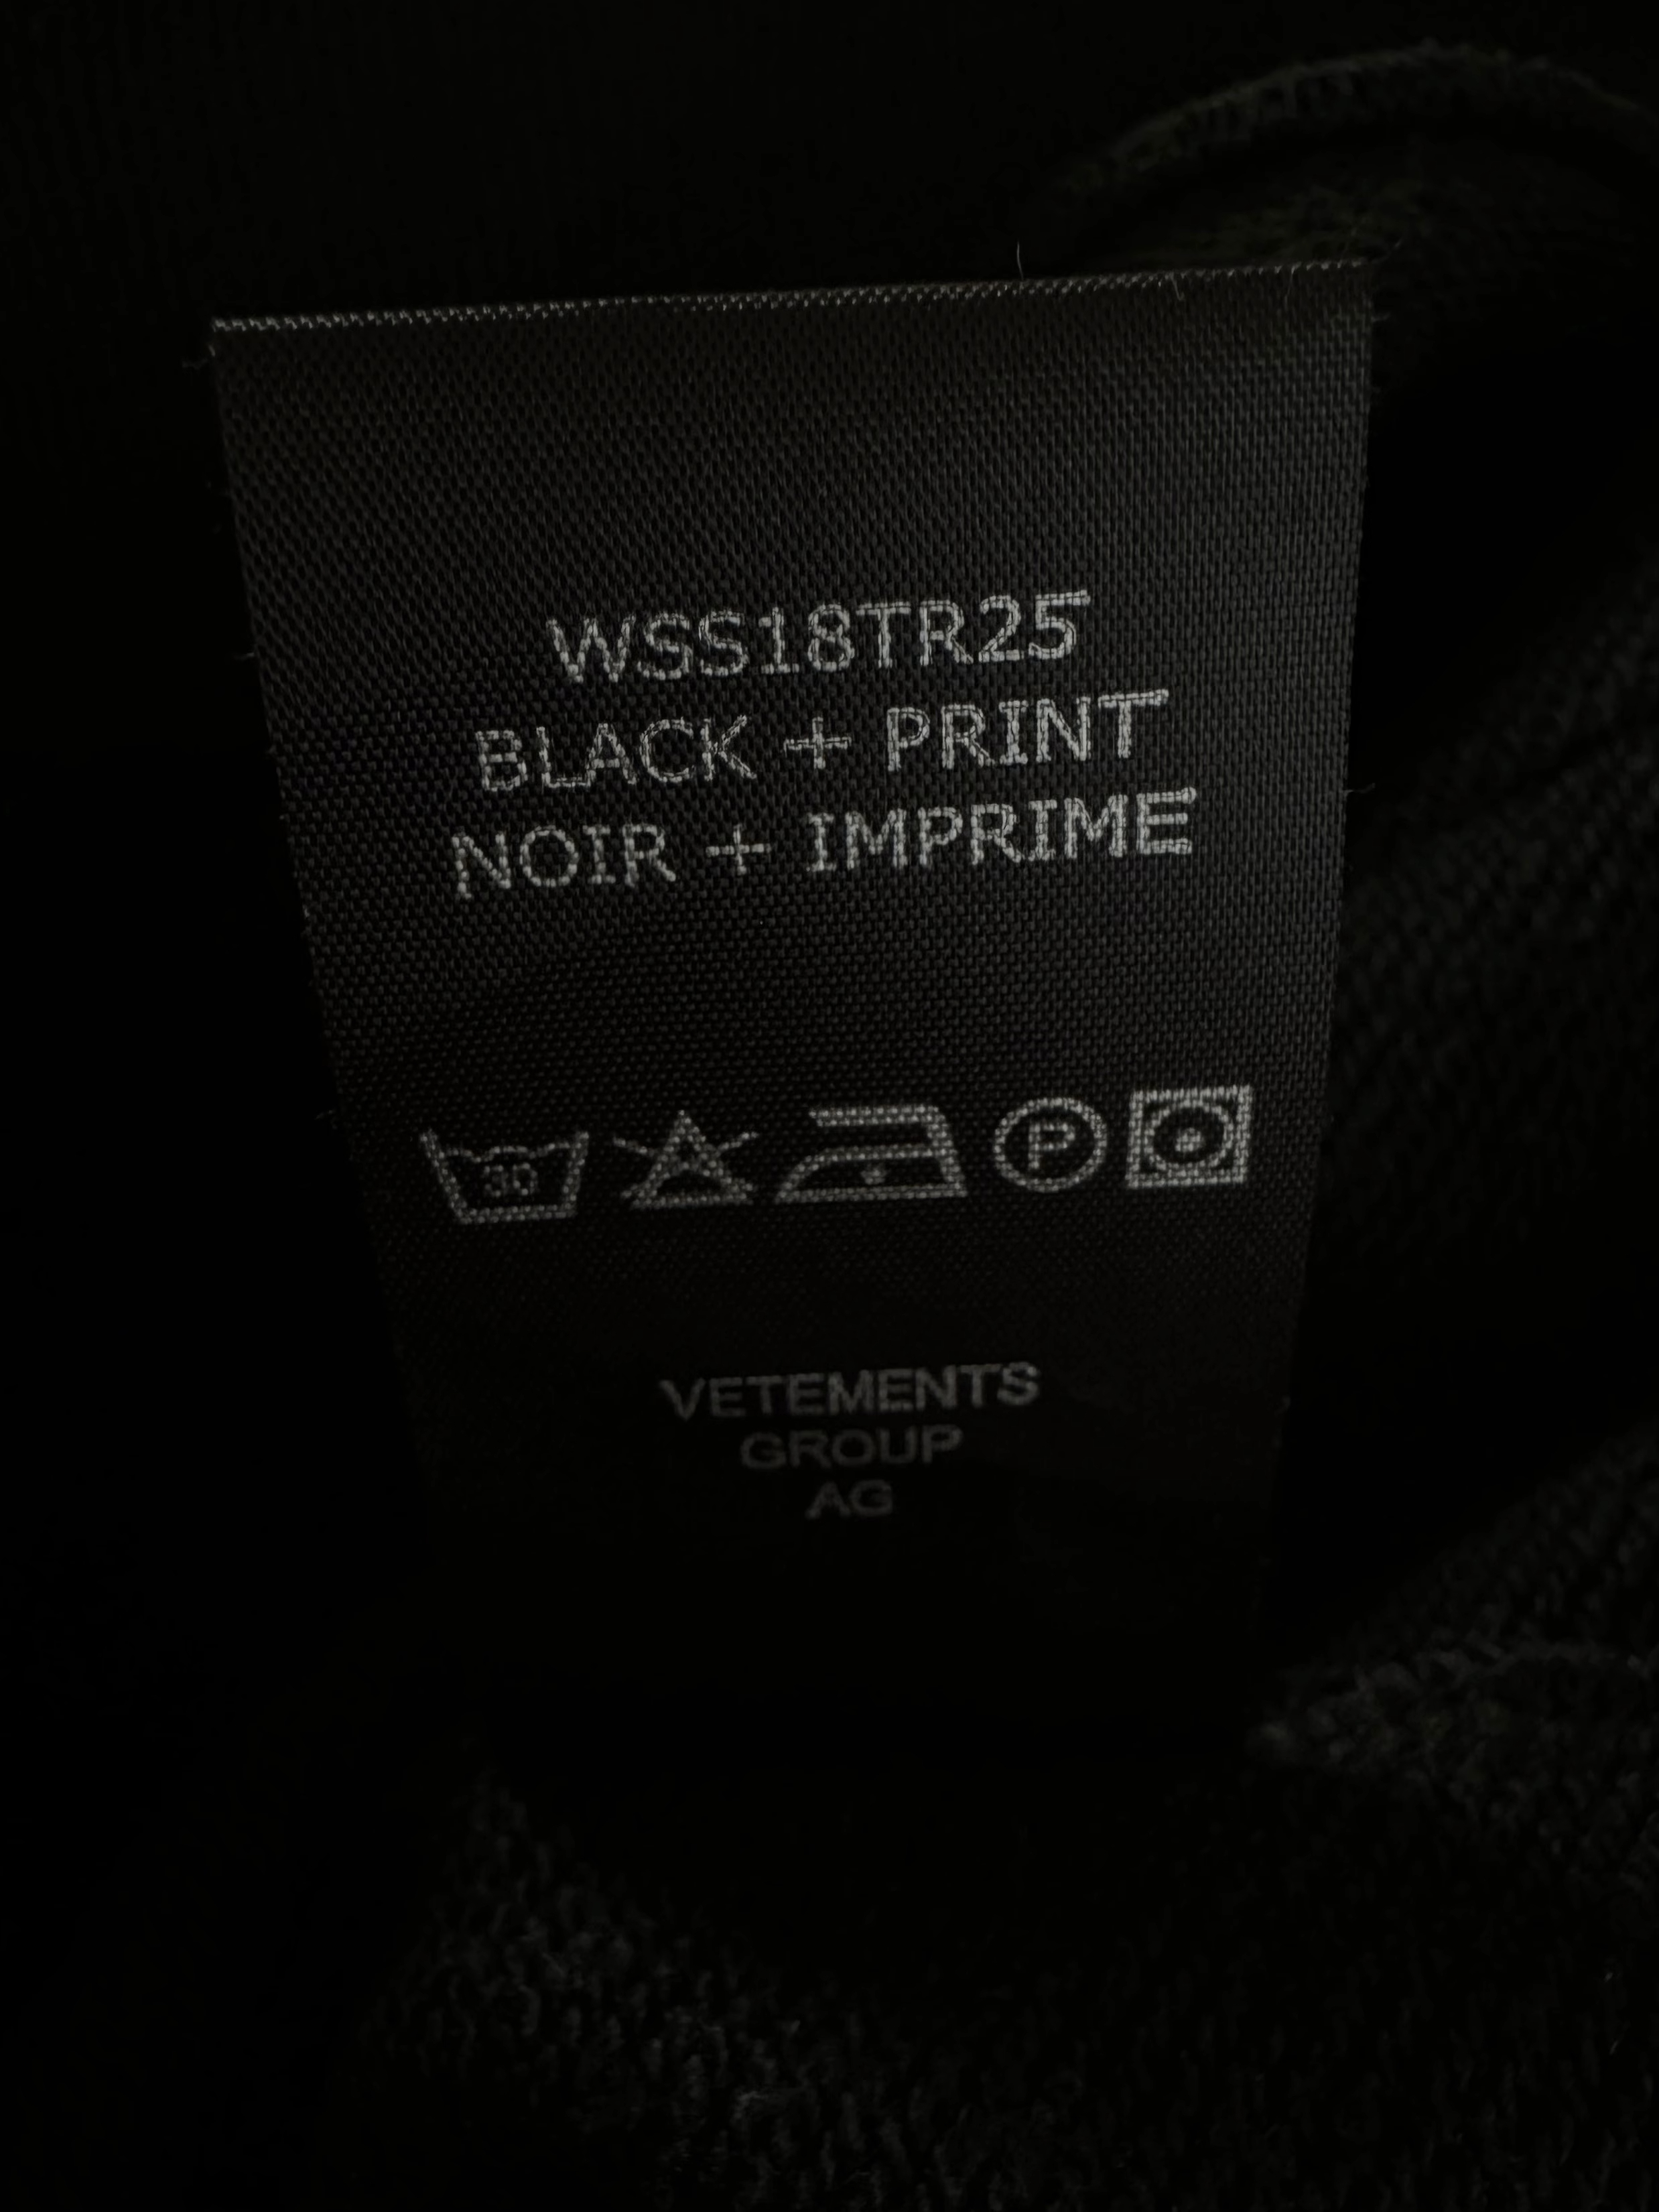 WSS18TR25
BLACK + PRINT
NOIR + IMPRIME
30 P
VETEMENTS
GROUP
AG